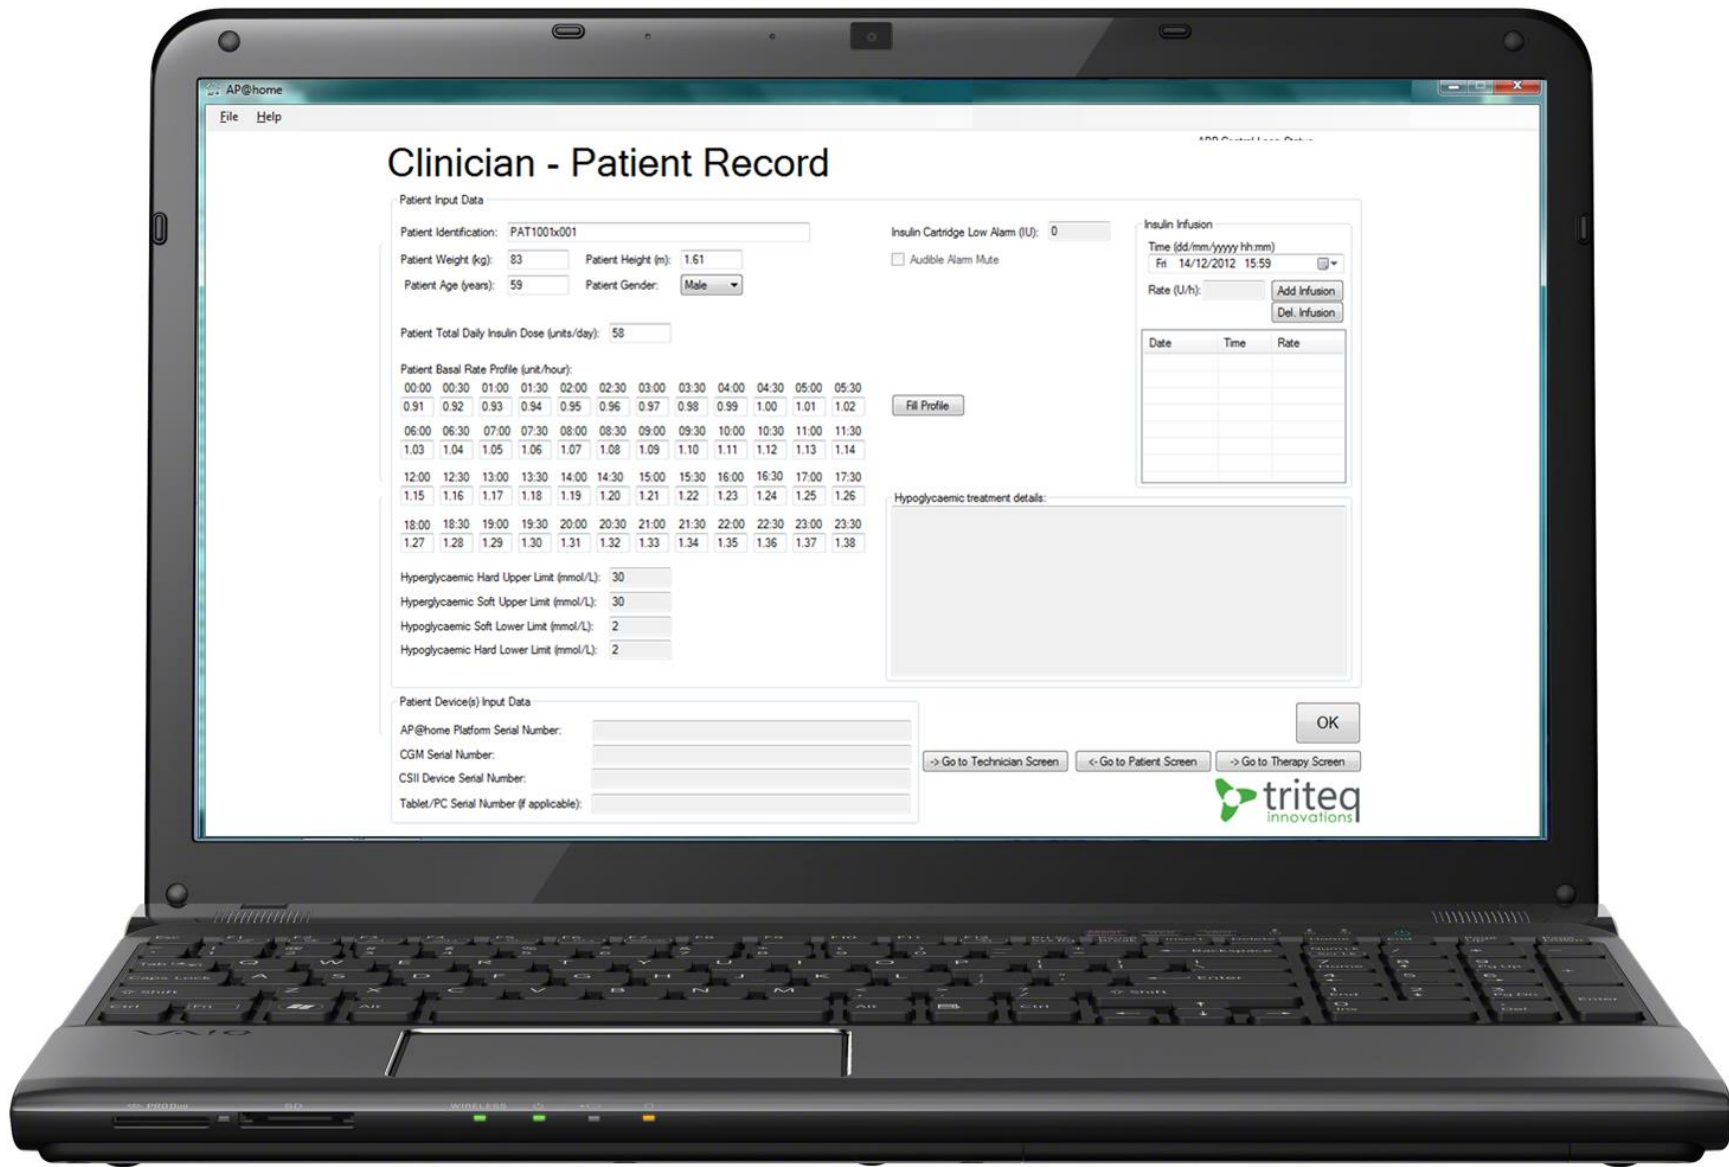 AP@home
File Help
Clinician - Patient Record
Patient Input Data
Patient Identification: PAT1001x001
Patient Weight (kg): 83 Patient Height (m): 1.61
Patient Age (years): 59 Patient Gender: Male
Patient Total Daily Insulin Dose (units/day): 58
Patient Basal Rate Profile (unit/hour):
00:00 00:30 01:00 01:30 02:00 02:30 03:00 03:30 04:00 04:30 05:00 05:30
0.91 0.92 0.93 0.94 0.95 0.96 0.97 0.98 0.99 1.00 1.01 1.02
06:00 06:30 07:00 07:30 08:00 08:30 09:00 09:30 10:00 10:30 11:00 11:30
1.03 1.04 1.05 1.06 1.07 1.08 1.09 1.10 1.11 1.12 1.13 1.14
12:00 12:30 13:00 13:30 14:00 14:30 15:00 15:30 16:00 16:30 17:00 17:30
1.15 1.16 1.17 1.18 1.19 1.20 1.21 1.22 1.23 1.24 1.25 1.26
18:00 18:30 19:00 19:30 20:00 20:30 21:00 21:30 22:00 22:30 23:00 23:30
1.27 1.28 1.29 1.30 1.31 1.32 1.33 1.34 1.35 1.36 1.37 1.38
Hyperglycaemic Hard Upper Limit (mmol/L): 30
Hyperglycaemic Soft Upper Limit (mmol/L): 30
Hypoglycaemic Soft Lower Limit (mmol/L): 2
Hypoglycaemic Hard Lower Limit (mmol/L): 2
Insulin Cartridge Low Alarm (IU): 0
Audible Alarm Mute
Fill Profile
Insulin Infusion
Time (dd/mm/yyyy hh:mm)
Fri 14/12/2012 15:59
Rate (U/h): Add Infusion
Del. Infusion
Date Time Rate
Hypoglycaemic treatment details:
Patient Device(s) Input Data
AP@home Platform Serial Number:
CGM Serial Number:
CSII Device Serial Number:
Tablet/PC Serial Number (if applicable):
OK
-> Go to Technician Screen <- Go to Patient Screen -> Go to Therapy Screen
triteq
innovations
Backspace
Tab Q W E R T Y U I O P
Caps Lock A S D F G H J K L Enter
Shift Z X C V B N M Shift
Ctrl Fn Alt Alt Ctrl
Enter
VAIO
SD
WIRELESS